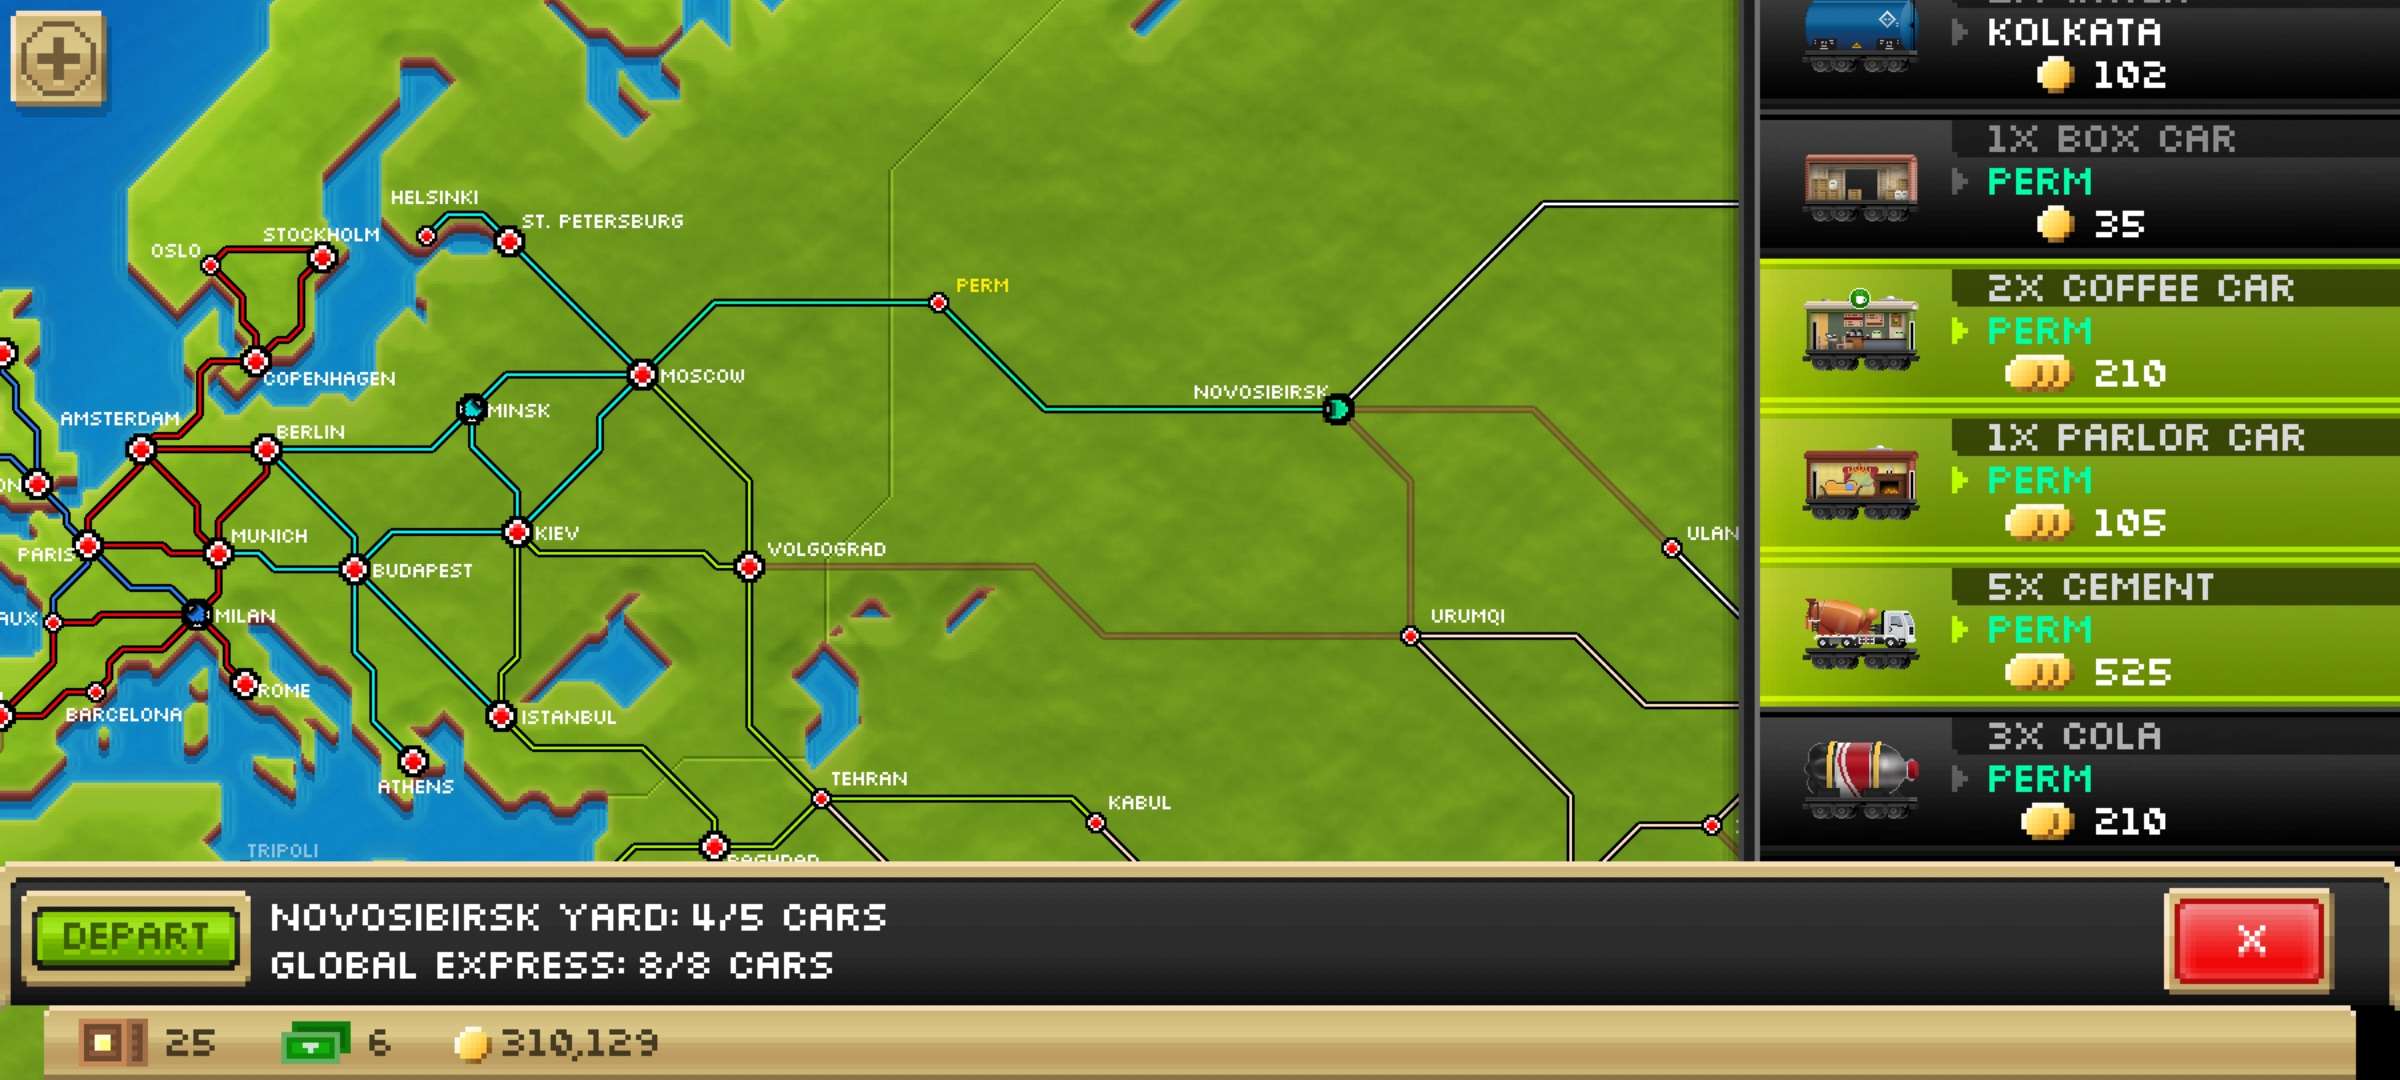 KOLKATA
102
1X BOX CAR
PERM
35
2X COFFEE CAR
PERM
210
1X PARLOR CAR
PERM
105
5X CEMENT
PERM
525
3X COLA
PERM
210
HELSINKI
ST. PETERSBURG
STOCKHOLM
OSLO
PERM
COPENHAGEN
MOSCOW
NOVOSIBIRSK
MINSK
AMSTERDAM
BERLIN
ON
MUNICH
KIEV
ULAN
PARIS
VOLGOGRAD
BUDAPEST
AUX
MILAN
URUMQI
ROME
BARCELONA
ISTANBUL
ATHENS
TEHRAN
KABUL
TRIPOLI
BAGHDAD
DEPART
NOVOSIBIRSK YARD: 4/5 CARS
GLOBAL EXPRESS: 8/8 CARS
X
25
6
310,129